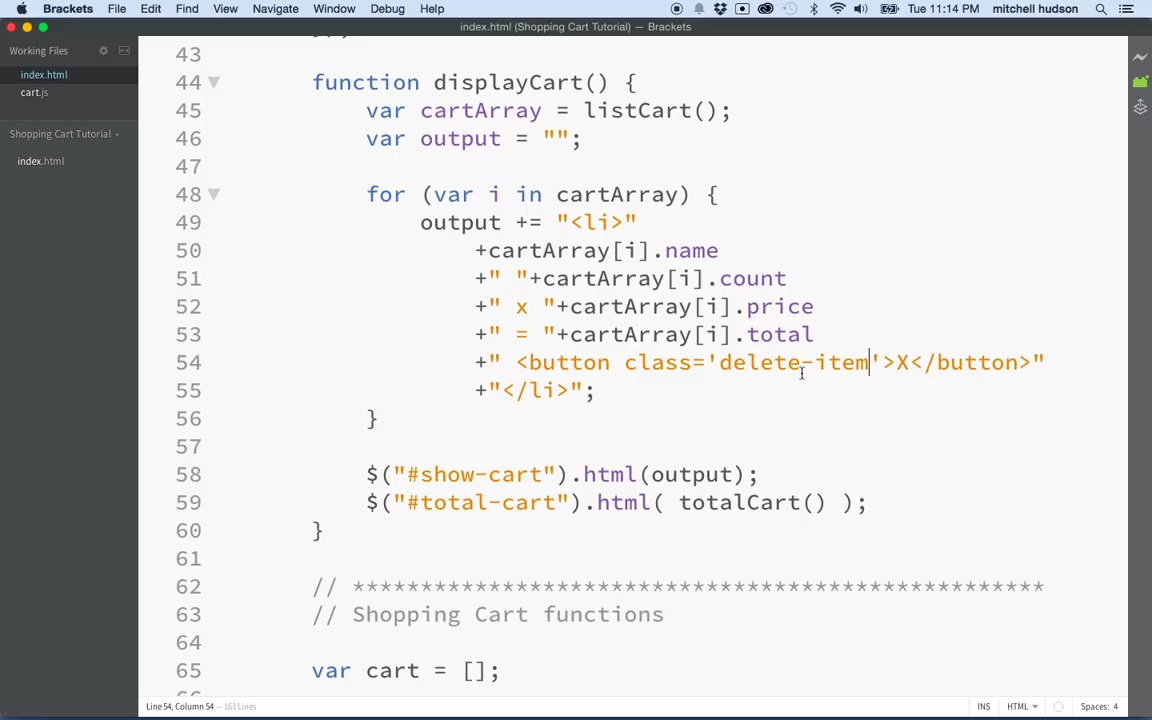 Brackets File Edit Find View Navigate Window Debug Help Tue 11:14 PM mitchell hudson
index.html (Shopping Cart Tutorial) — Brackets
Working Files
index.html
cart.js
Shopping Cart Tutorial
index.html
43
44 function displayCart() {
45 var cartArray = listCart();
46 var output = "";
47
48 for (var i in cartArray) {
49 output += "<li>"
50 +cartArray[i].name
51 +" "+cartArray[i].count
52 +" x "+cartArray[i].price
53 +" = "+cartArray[i].total
54 +" <button class='delete-item'>X</button>"
55 +"</li>";
56 }
57
58 $("#show-cart").html(output);
59 $("#total-cart").html( totalCart() );
60 }
61
62 // ***************************************************
63 // Shopping Cart functions
64
65 var cart = [];
Line 54, Column 54 — 163 Lines INS HTML Spaces: 4